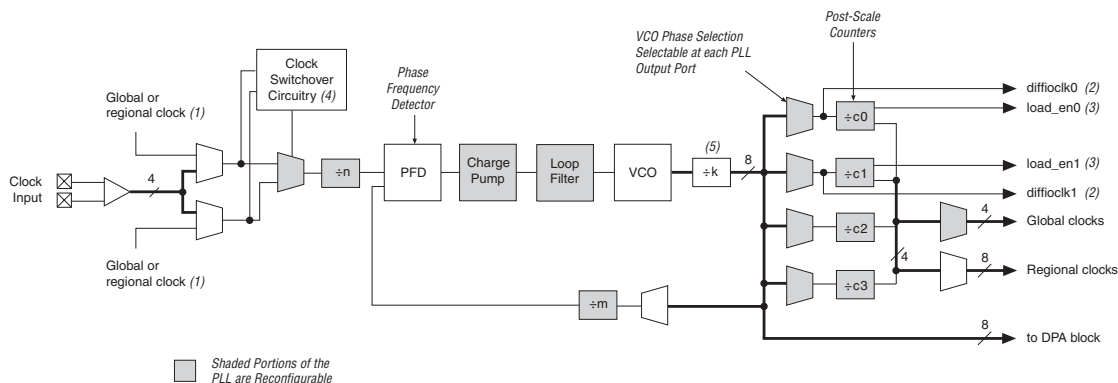 Post-Scale
Counters
VCO Phase Selection
Selectable at each PLL
Output Port
Clock
Switchover
Circuitry (4)
Phase
Frequency
Detector
Global or
regional clock (1)
diffioclk0 (2)
load_en0 (3)
÷c0
(5)
8
4
÷n
PFD
Charge
Pump
Loop
Filter
VCO
÷k
load_en1 (3)
÷c1
diffioclk1 (2)
Clock
Input
4
Global clocks
÷c2
4
8
Regional clocks
Global or
regional clock (1)
÷c3
÷m
8
to DPA block
Shaded Portions of the
PLL are Reconfigurable